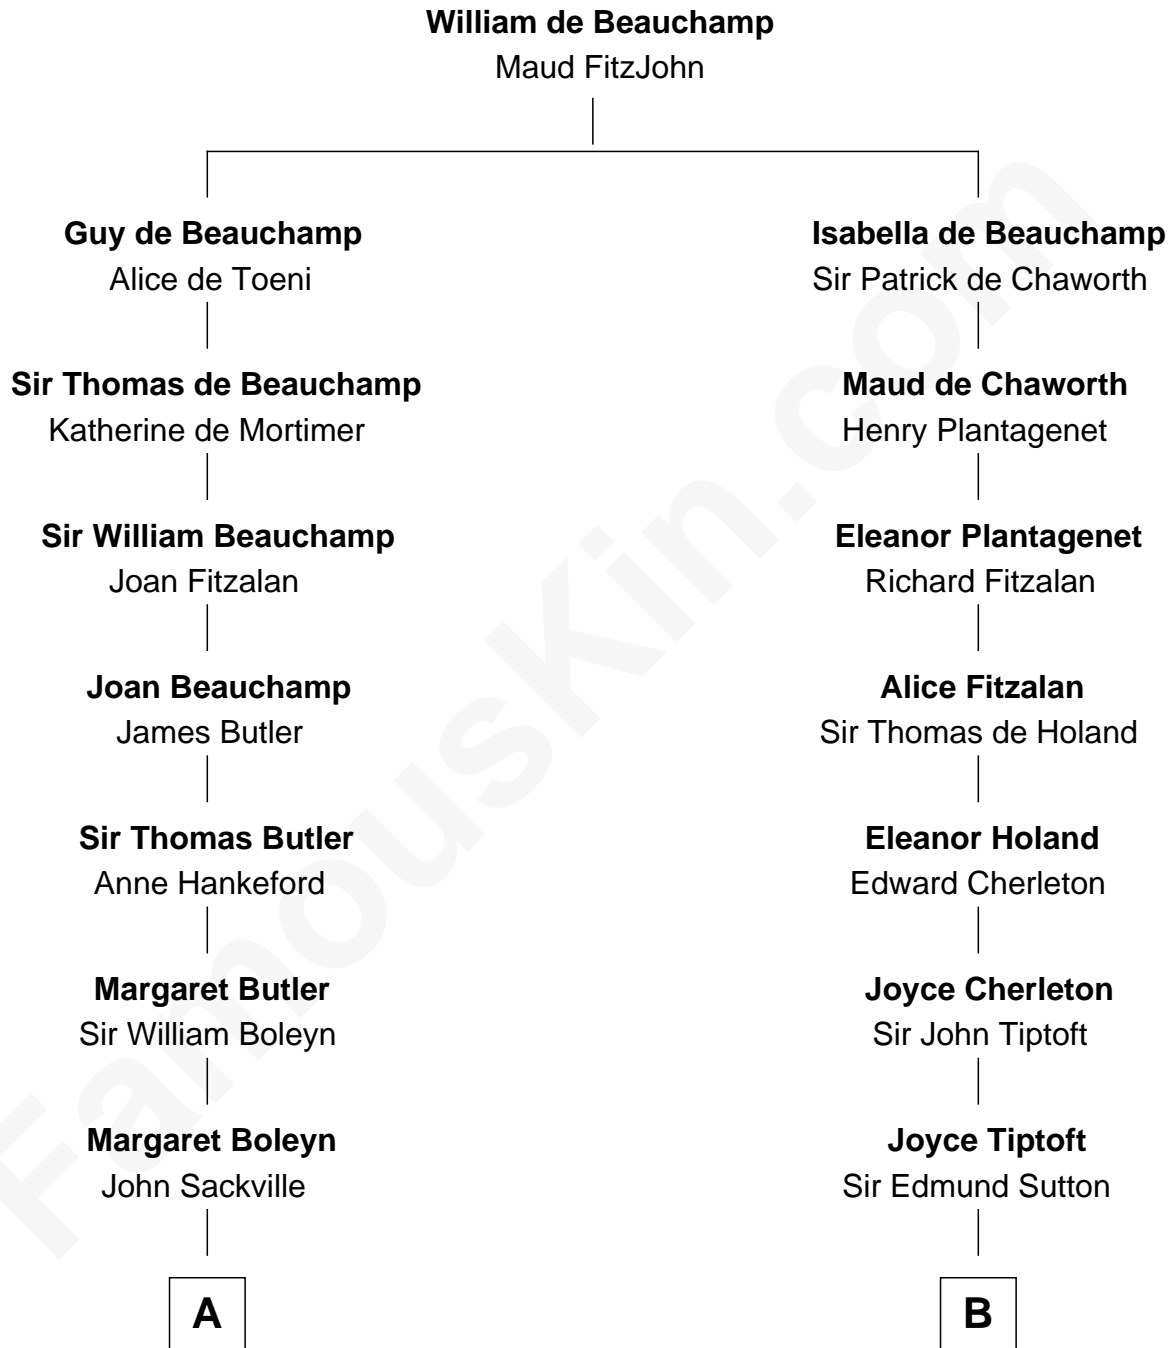 William de Beauchamp
Maud FitzJohn
Guy de Beauchamp
Alice de Toeni
Isabella de Beauchamp
Sir Patrick de Chaworth
Sir Thomas de Beauchamp
Katherine de Mortimer
Maud de Chaworth
Henry Plantagenet
Sir William Beauchamp
Joan Fitzalan
Eleanor Plantagenet
Richard Fitzalan
Joan Beauchamp
James Butler
Alice Fitzalan
Sir Thomas de Holand
Sir Thomas Butler
Anne Hankeford
Eleanor Holand
Edward Cherleton
Margaret Butler
Sir William Boleyn
Joyce Cherleton
Sir John Tiptoft
Margaret Boleyn
John Sackville
Joyce Tiptoft
Sir Edmund Sutton
A
B
FamousKin.com